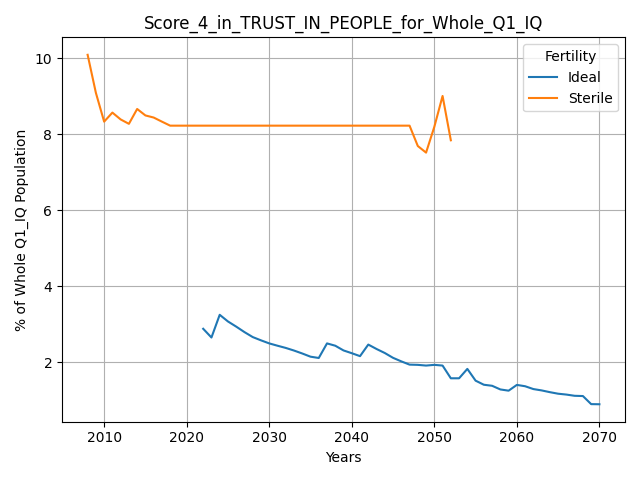 Score_4_in_TRUST_IN_PEOPLE_for_Whole_Q1_IQ
Fertility
Ideal
Sterile
% of Whole Q1_IQ Population
10
8
6
4
2
2010 2020 2030 2040 2050 2060 2070
Years